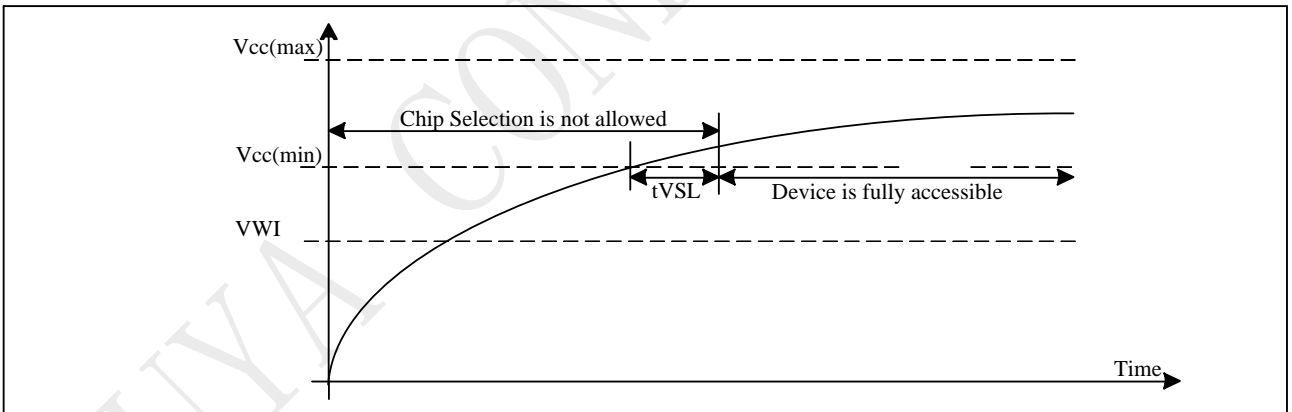 Vcc(max)
Chip Selection is not allowed
Vcc(min)
tVSL
Device is fully accessible
VWI
Time